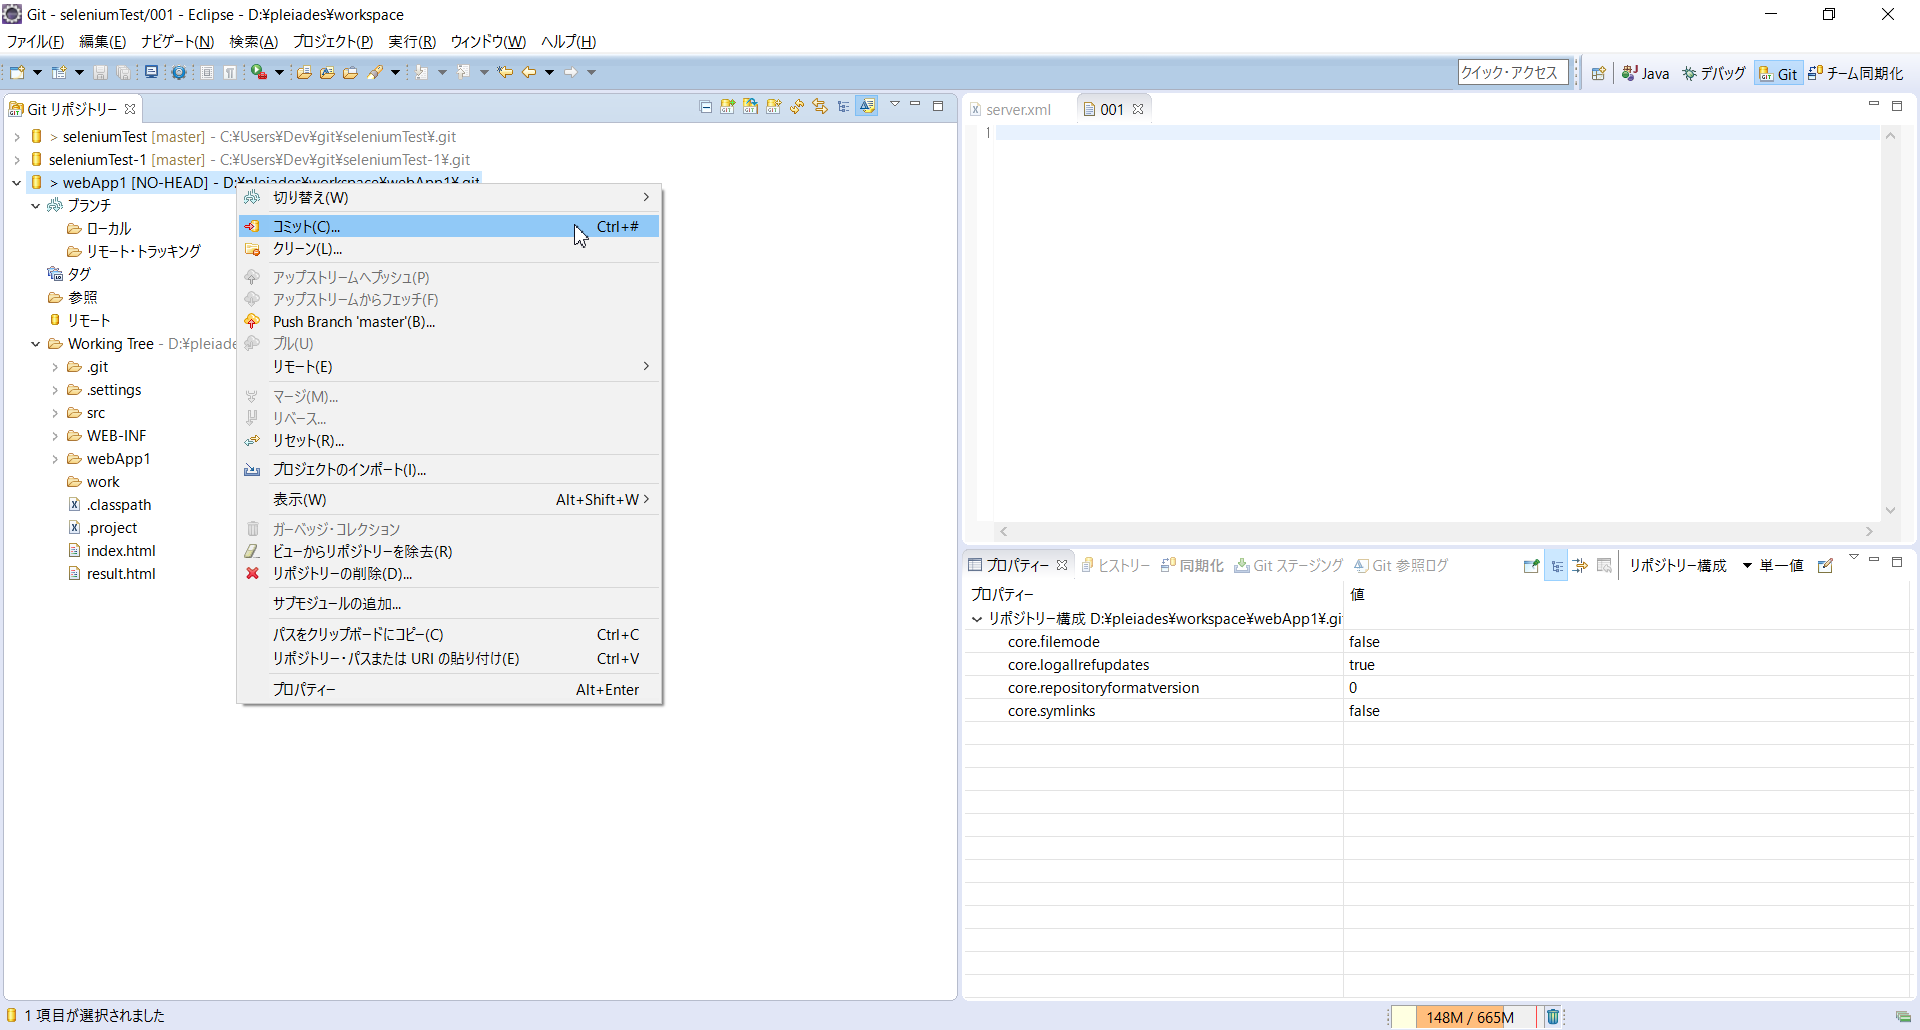 Git - seleniumTest/001 - Eclipse - D:¥pleiades¥workspace
ファイル(F) 編集(E) ナビゲート(N) 検索(A) プロジェクト(P) 実行(R) ウィンドウ(W) ヘルプ(H)
クイック・アクセス Java デバッグ Git チーム同期化
Git リポジトリー
> seleniumTest [master] - C:¥Users¥Dev¥git¥seleniumTest¥.git
seleniumTest-1 [master] - C:¥Users¥Dev¥git¥seleniumTest-1¥.git
> webApp1 [NO-HEAD] - D:¥pleiades¥workspace¥webApp1¥.git
ブランチ
ローカル
リモート・トラッキング
タグ
参照
リモート
Working Tree - D:¥pleiade
.git
.settings
src
WEB-INF
webApp1
work
.classpath
.project
index.html
result.html
切り替え(W)
コミット(C)... Ctrl+#
クリーン(L)...
アップストリームへプッシュ(P)
アップストリームからフェッチ(F)
Push Branch 'master'(B)...
プル(U)
リモート(E)
マージ(M)...
リベース...
リセット(R)...
プロジェクトのインポート(I)...
表示(W) Alt+Shift+W
ガーベッジ・コレクション
ビューからリポジトリーを除去(R)
リポジトリーの削除(D)...
サブモジュールの追加...
パスをクリップボードにコピー(C) Ctrl+C
リポジトリー・パスまたは URI の貼り付け(E) Ctrl+V
プロパティー Alt+Enter
server.xml 001
1
プロパティー ヒストリー 同期化 Git ステージング Git 参照ログ リポジトリー構成 単一値
プロパティー 値
リポジトリー構成 D:¥pleiades¥workspace¥webApp1¥.gi
core.filemode false
core.logallrefupdates true
core.repositoryformatversion 0
core.symlinks false
1 項目が選択されました 148M / 665M